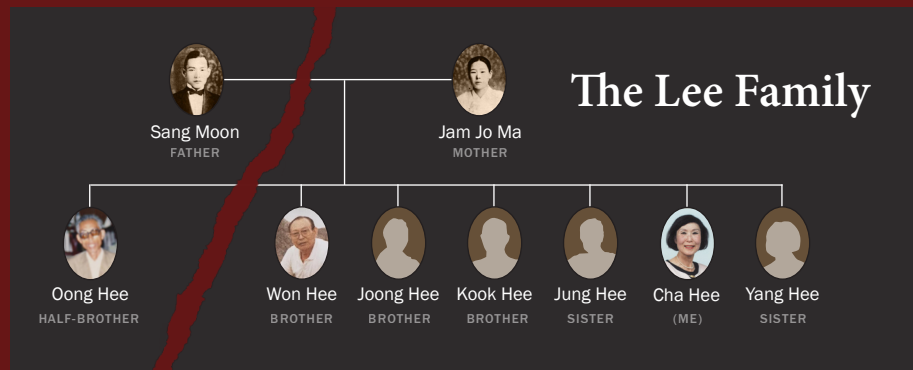 The Lee Family
Sang Moon
FATHER
Jam Jo Ma
MOTHER
Oong Hee
HALF-BROTHER
Won Hee
BROTHER
Joong Hee
BROTHER
Kook Hee
BROTHER
Jung Hee
SISTER
Cha Hee
(ME)
Yang Hee
SISTER